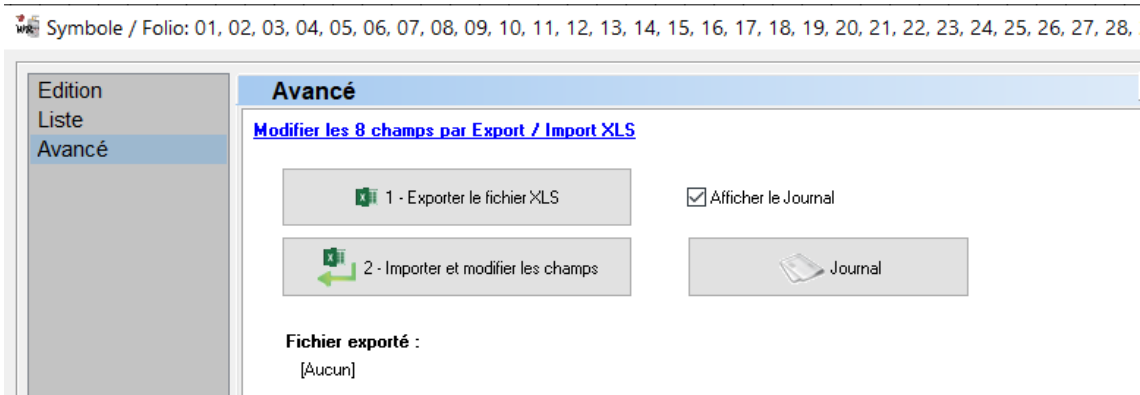 Symbole / Folio: 01, 02, 03, 04, 05, 06, 07, 08, 09, 10, 11, 12, 13, 14, 15, 16, 17, 18, 19, 20, 21, 22, 23, 24, 25, 26, 27, 28,
Edition
Liste
Avancé
Avancé
Modifier les 8 champs par Export / Import XLS
1 - Exporter le fichier XLS
Afficher le Journal
2 - Importer et modifier les champs
Journal
Fichier exporté :
[Aucun]